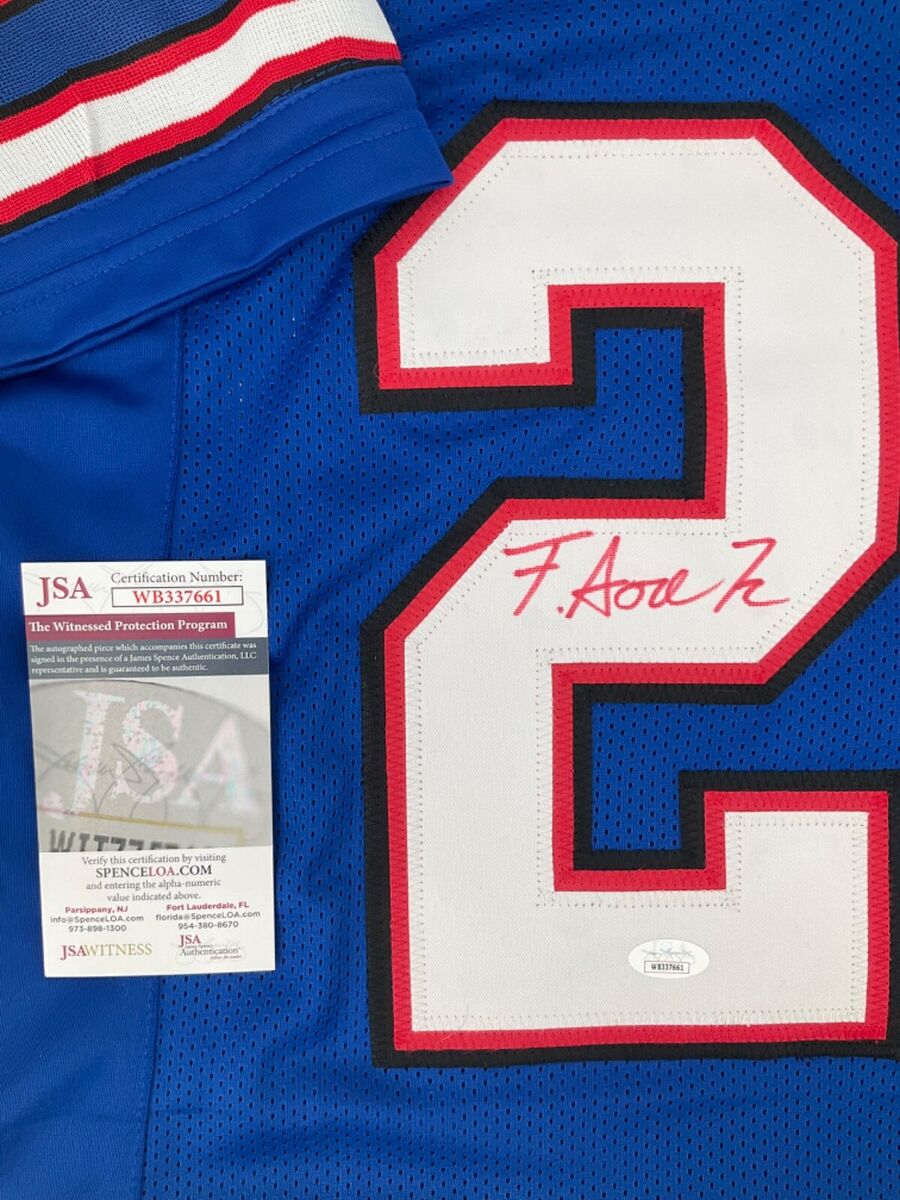 2
F.
JSA
Certification Number:
WB337661
The Witnessed Protection Program
The autographed piece which accompanies this certificate was
signed in the presence of a James Spence Authentication, LLC
representative and is guaranteed to be authentic.
JSA
Verify this certification by visiting
SPENCELOA.COM
and entering the alpha-numeric
value indicated above.
Parsippany, NJ
info@SpenceLOA.com
973-898-1300
Fort Lauderdale, FL
florida@SpenceLOA.com
954-380-8670
JSAWITNESS
JSA
Authentication
WB337661